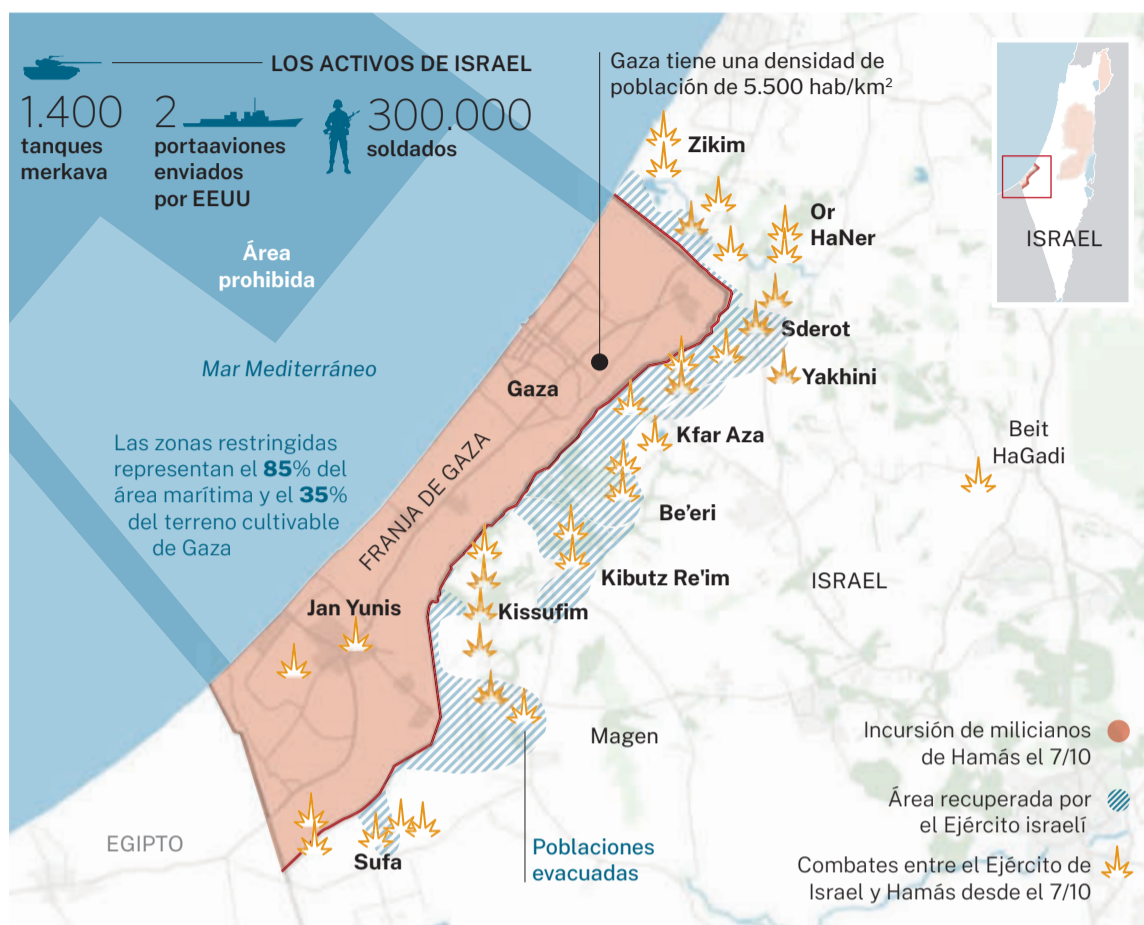 LOS ACTIVOS DE ISRAEL
1.400
tanques
merkava
2
portaaviones
enviados
por EEUU
300.000
soldados
Gaza tiene una densidad de
población de 5.500 hab/km²
Área
prohibida
Mar Mediterráneo
Las zonas restringidas
representan el 85% del
área marítima y el 35%
del terreno cultivable
de Gaza
Zikim
Or
HaNer
ISRAEL
Sderot
Yakhini
Gaza
Kfar Aza
Beit
HaGadi
FRANJA DE GAZA
Be’eri
Kibutz Re'im
ISRAEL
Jan Yunis
Kissufim
Magen
EGIPTO
Sufa
Poblaciones
evacuadas
Incursión de milicianos
de Hamás el 7/10
Área recuperada por
el Ejército israelí
Combates entre el Ejército de
Israel y Hamás desde el 7/10